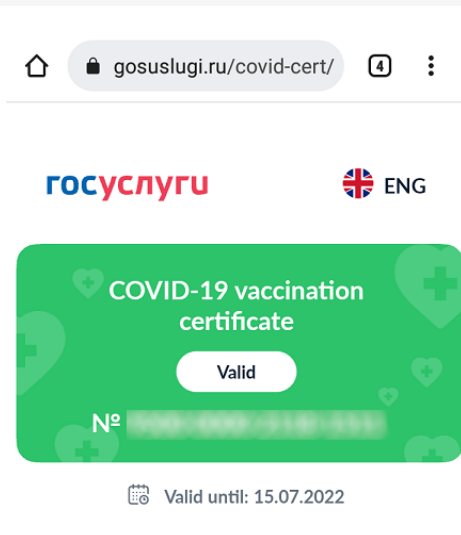 gosuslugi.ru/covid-cert/
4
госуслуги
ENG
COVID-19 vaccination
certificate
Valid
№
Valid until: 15.07.2022